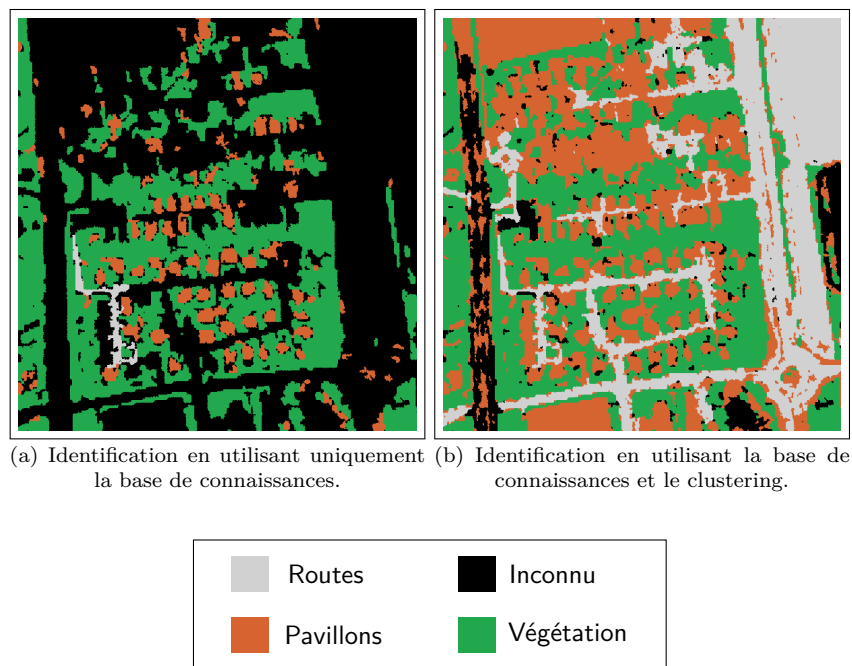 (a) Identification en utilisant uniquement
la base de connaissances.
(b) Identification en utilisant la base de
connaissances et le clustering.
Routes
Inconnu
Pavillons
Végétation